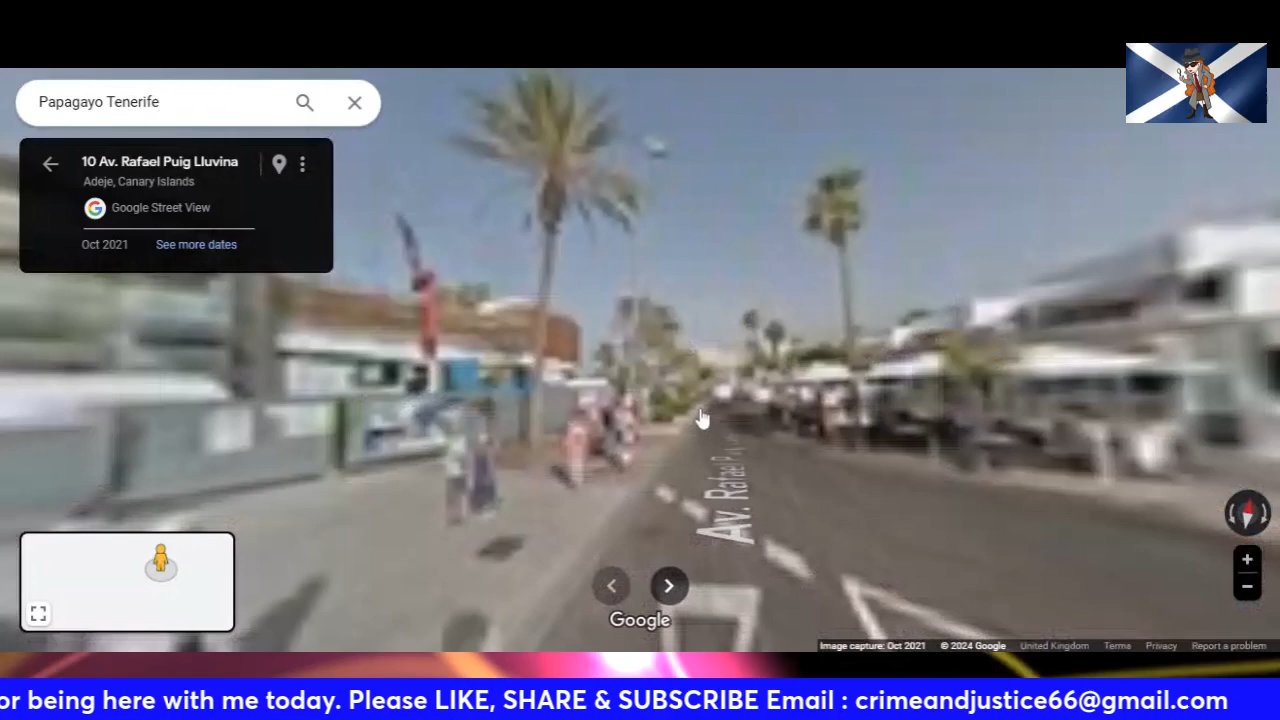 Papagayo Tenerife
10 Av. Rafael Puig Lluvina
Adeje, Canary Islands
Google Street View
Oct 2021 See more dates
Av. Rafael P
Google
Image capture: Oct 2021 © 2024 Google United Kingdom Terms Privacy Report a problem
or being here with me today. Please LIKE, SHARE & SUBSCRIBE Email : crimeandjustice66@gmail.com